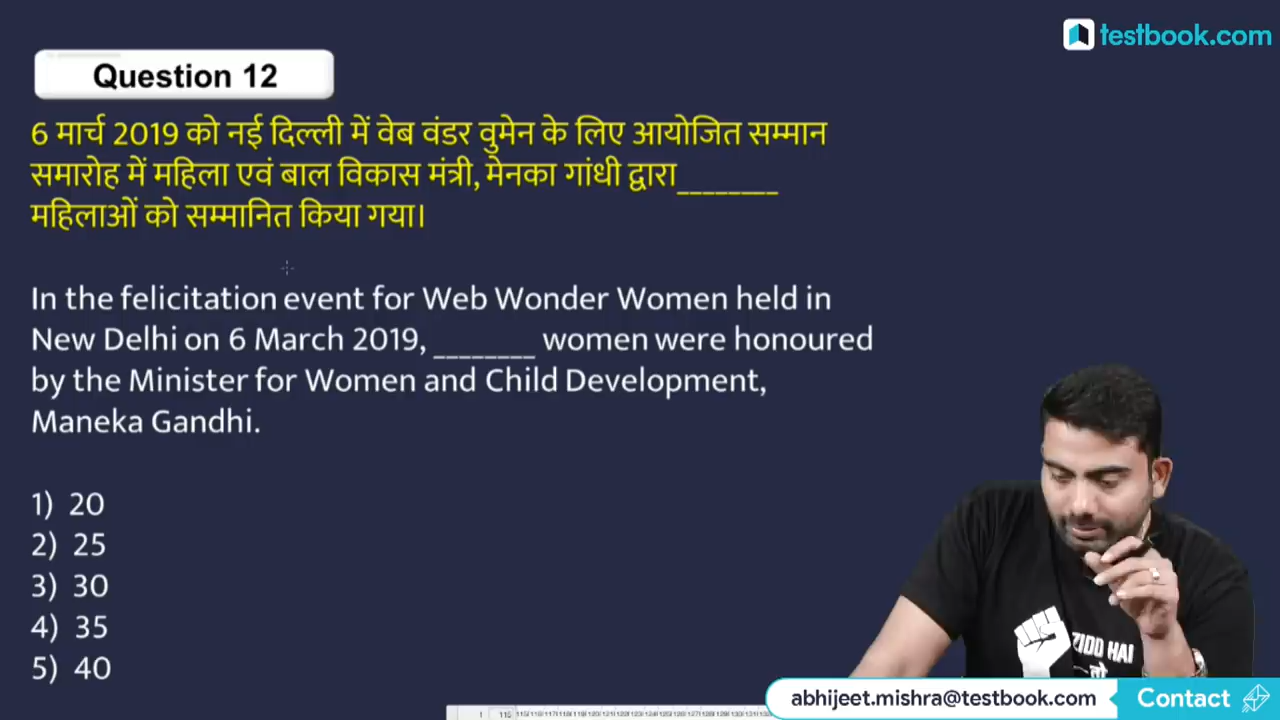 testbook.com
Question 12
6 मार्च 2019 को नई दिल्ली में वेब वंडर वुमेन के लिए आयोजित सम्मान
समारोह में महिला एवं बाल विकास मंत्री, मेनका गांधी द्वारा________
महिलाओं को सम्मानित किया गया।
In the felicitation event for Web Wonder Women held in
New Delhi on 6 March 2019, ________ women were honoured
by the Minister for Women and Child Development,
Maneka Gandhi.
1) 20
2) 25
3) 30
4) 35
5) 40
ZIDD HAI
तो
abhijeet.mishra@testbook.com Contact